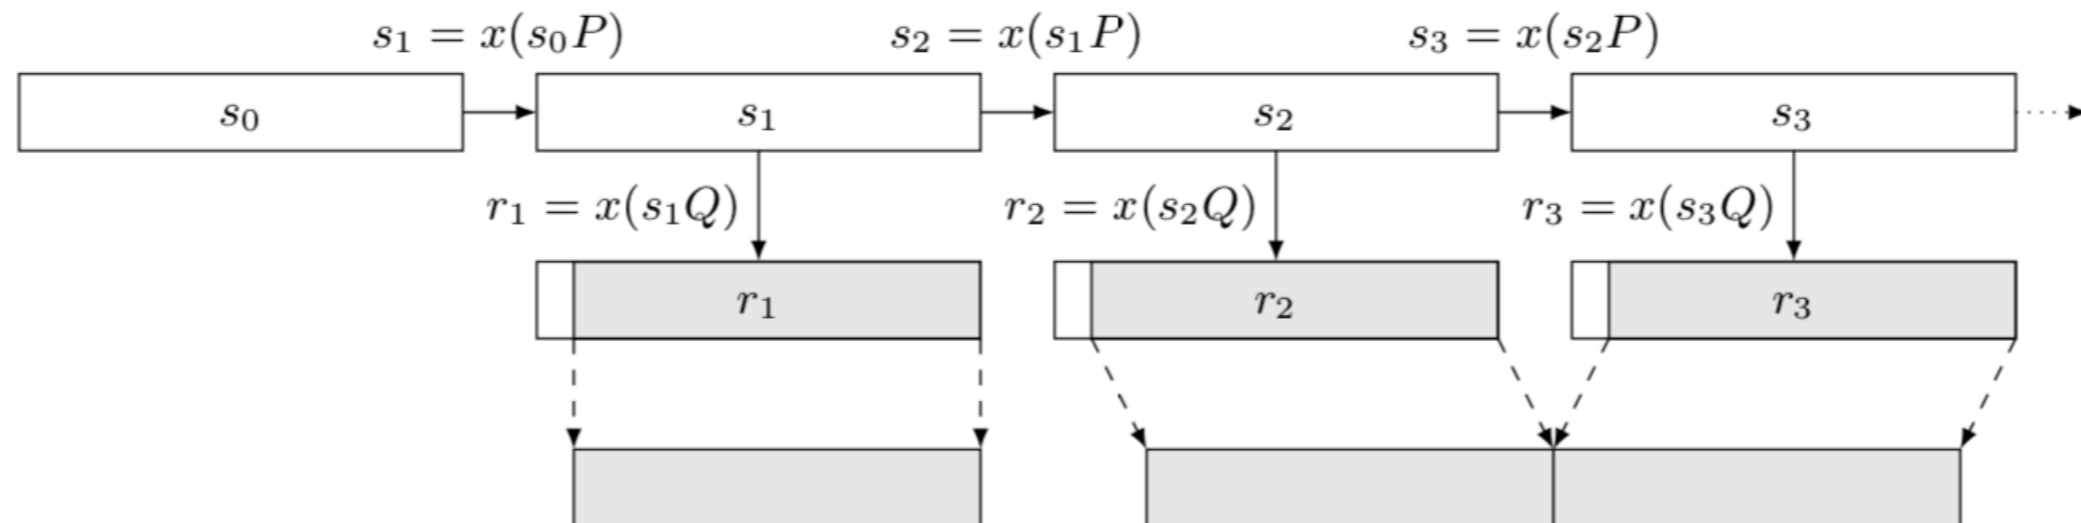 s₁ = x(s₀P) s₂ = x(s₁P) s₃ = x(s₂P)
s₀ s₁ s₂ s₃
r₁ = x(s₁Q) r₂ = x(s₂Q) r₃ = x(s₃Q)
r₁ r₂ r₃